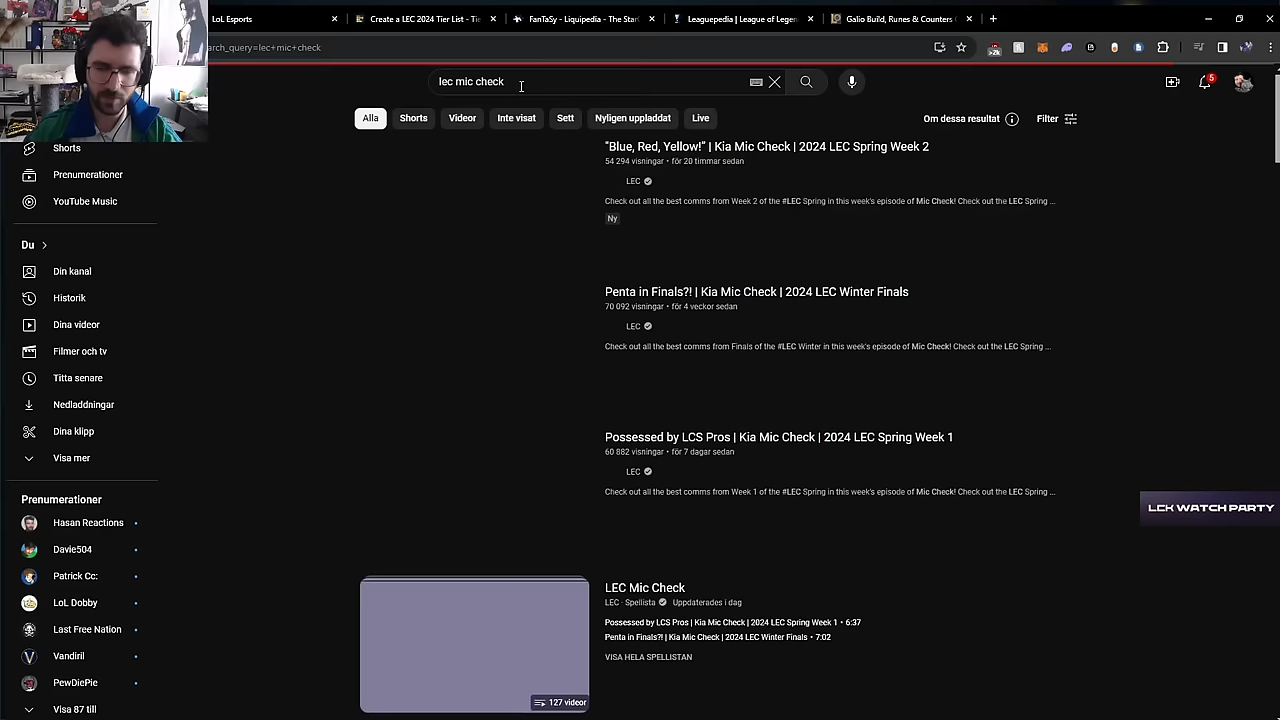 LoL Esports
Create a LEC 2024 Tier List - Tie
FanTaSy - Liquipedia - The Star
Leaguepedia | League of Legen
Galio Build, Runes & Counters
arch_query=lec+mic+check
lec mic check
5
Alla
Shorts
Videor
Inte visat
Sett
Nyligen uppladdat
Live
Om dessa resultat
Filter
Shorts
Prenumerationer
YouTube Music
Du
Din kanal
Historik
Dina videor
Filmer och tv
Titta senare
Nedladdningar
Dina klipp
Visa mer
Prenumerationer
Hasan Reactions
Davie504
Patrick Cc:
LoL Dobby
Last Free Nation
Vandiril
PewDiePie
Visa 87 till
"Blue, Red, Yellow!" | Kia Mic Check | 2024 LEC Spring Week 2
54 294 visningar • för 20 timmar sedan
LEC
Check out all the best comms from Week 2 of the #LEC Spring in this week's episode of Mic Check! Check out the LEC Spring ...
Ny
Penta in Finals?! | Kia Mic Check | 2024 LEC Winter Finals
70 092 visningar • för 4 veckor sedan
LEC
Check out all the best comms from Finals of the #LEC Winter in this week's episode of Mic Check! Check out the LEC Spring ...
Possessed by LCS Pros | Kia Mic Check | 2024 LEC Spring Week 1
60 882 visningar • för 7 dagar sedan
LEC
Check out all the best comms from Week 1 of the #LEC Spring in this week's episode of Mic Check! Check out the LEC Spring ...
LCK WATCH PARTY
127 videor
LEC Mic Check
LEC · Spellista Uppdaterades i dag
Possessed by LCS Pros | Kia Mic Check | 2024 LEC Spring Week 1 • 6:37
Penta in Finals?! | Kia Mic Check | 2024 LEC Winter Finals • 7:02
VISA HELA SPELLISTAN